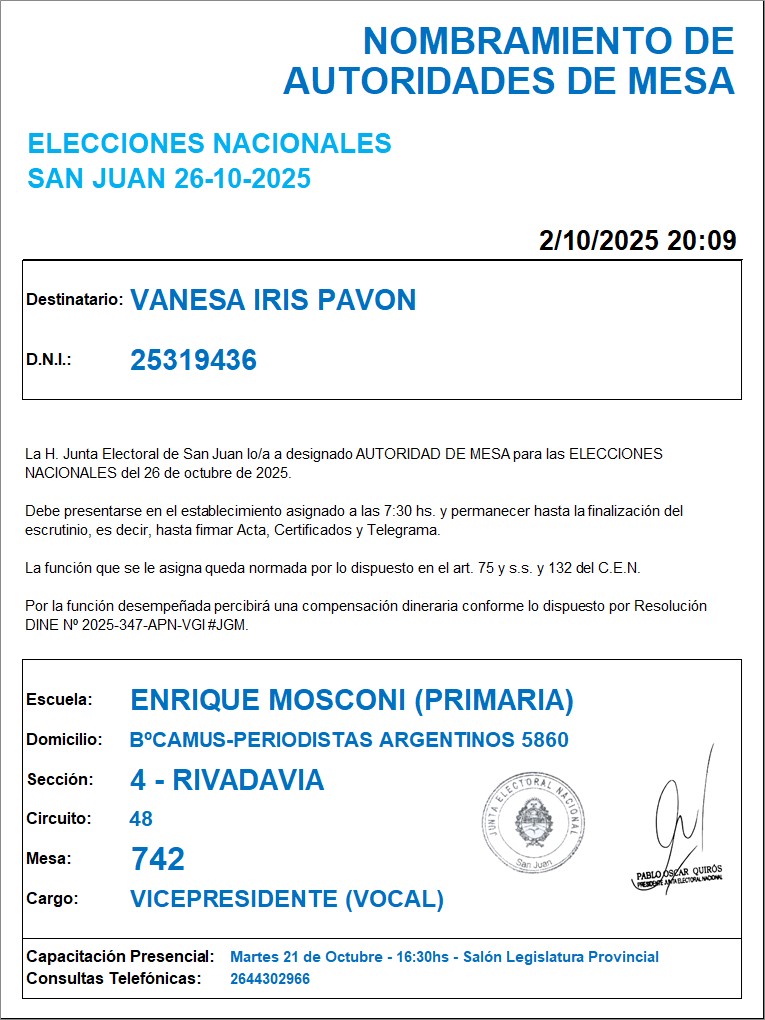 NOMBRAMIENTO DE
AUTORIDADES DE MESA
ELECCIONES NACIONALES
SAN JUAN 26-10-2025
2/10/2025 20:09
Destinatario: VANESA IRIS PAVON
D.N.I.: 25319436
La H. Junta Electoral de San Juan lo/a a designado AUTORIDAD DE MESA para las ELECCIONES
NACIONALES del 26 de octubre de 2025.
Debe presentarse en el establecimiento asignado a las 7:30 hs. y permanecer hasta la finalización del
escrutinio, es decir, hasta firmar Acta, Certificados y Telegrama.
La función que se le asigna queda normada por lo dispuesto en el art. 75 y s.s. y 132 del C.E.N.
Por la función desempeñada percibirá una compensación dineraria conforme lo dispuesto por Resolución
DINE Nº 2025-347-APN-VGI#JGM.
Escuela: ENRIQUE MOSCONI (PRIMARIA)
Domicilio: BºCAMUS-PERIODISTAS ARGENTINOS 5860
Sección: 4 - RIVADAVIA
Circuito: 48
Mesa: 742
Cargo: VICEPRESIDENTE (VOCAL)
JUNTA ELECTORAL NACIONAL
San Juan
PABLO OSCAR QUIRÓS
PRESIDENTE JUNTA ELECTORAL NACIONAL
Capacitación Presencial: Martes 21 de Octubre - 16:30hs - Salón Legislatura Provincial
Consultas Telefónicas: 2644302966